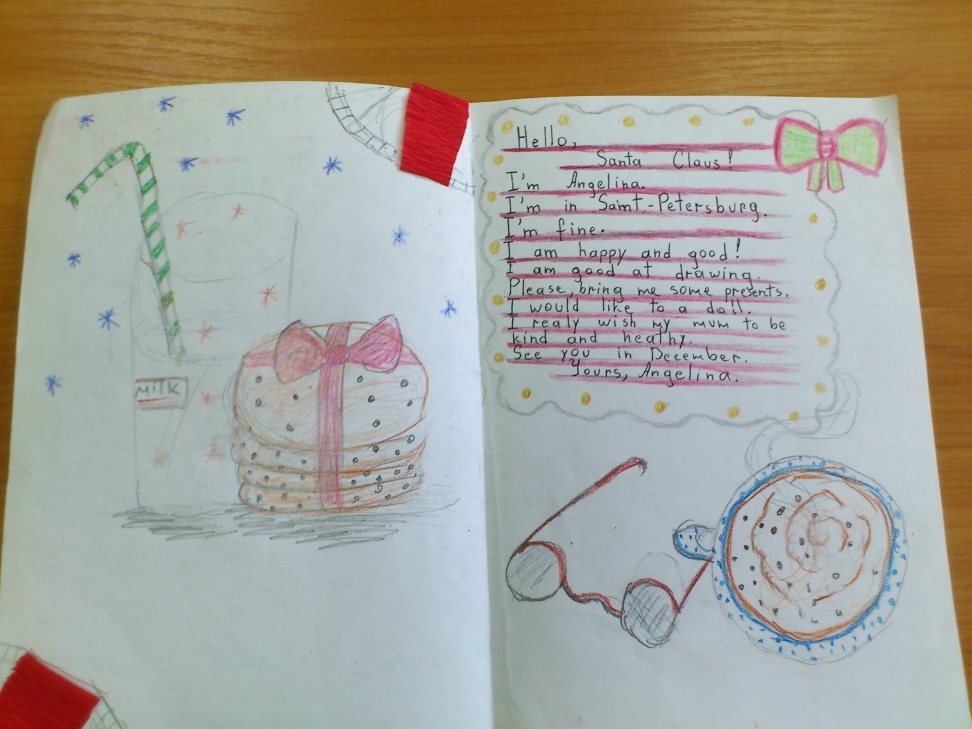 MILK
Hello,
Santa Claus!
I'm Angelina.
I'm in Samt-Petersburg.
I'm fine.
I am happy and good!
I am good at drawing.
Please, bring me some presents.
I would like to a doll.
I realy wish my mum to be
kind and healhy.
See you in December.
Yours, Angelina.